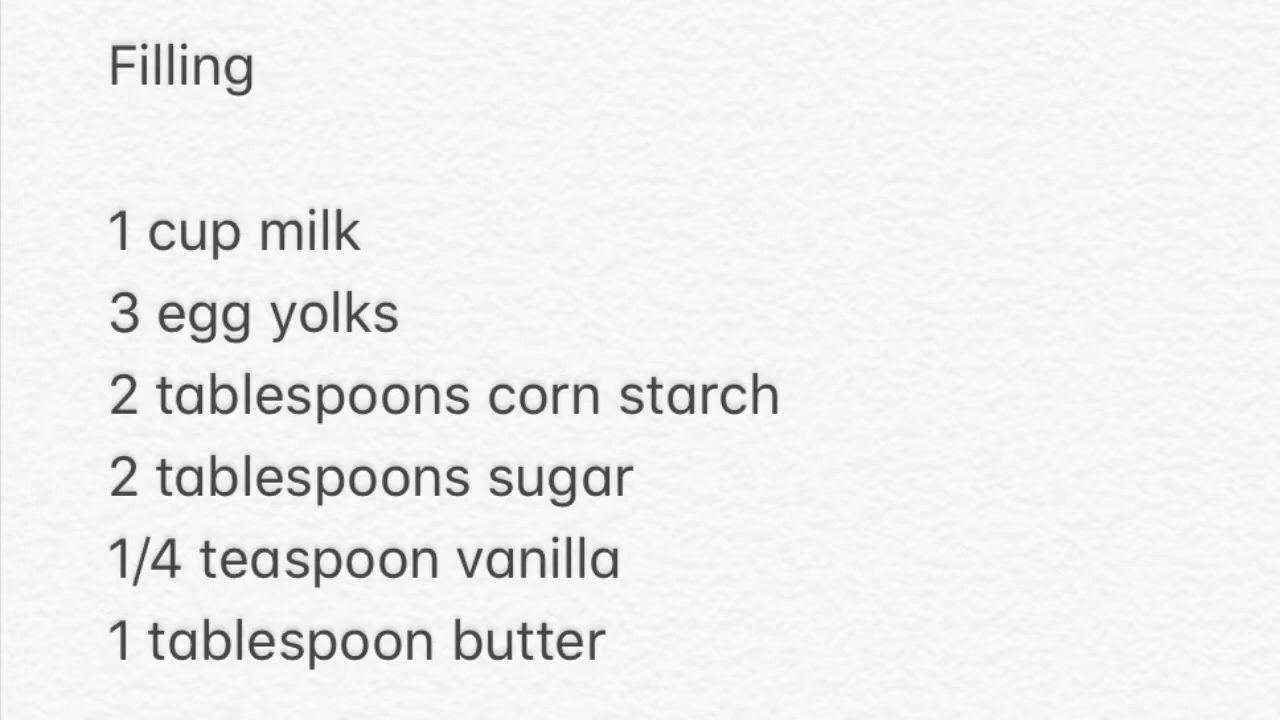 Filling
1 cup milk
3 egg yolks
2 tablespoons corn starch
2 tablespoons sugar
1/4 teaspoon vanilla
1 tablespoon butter